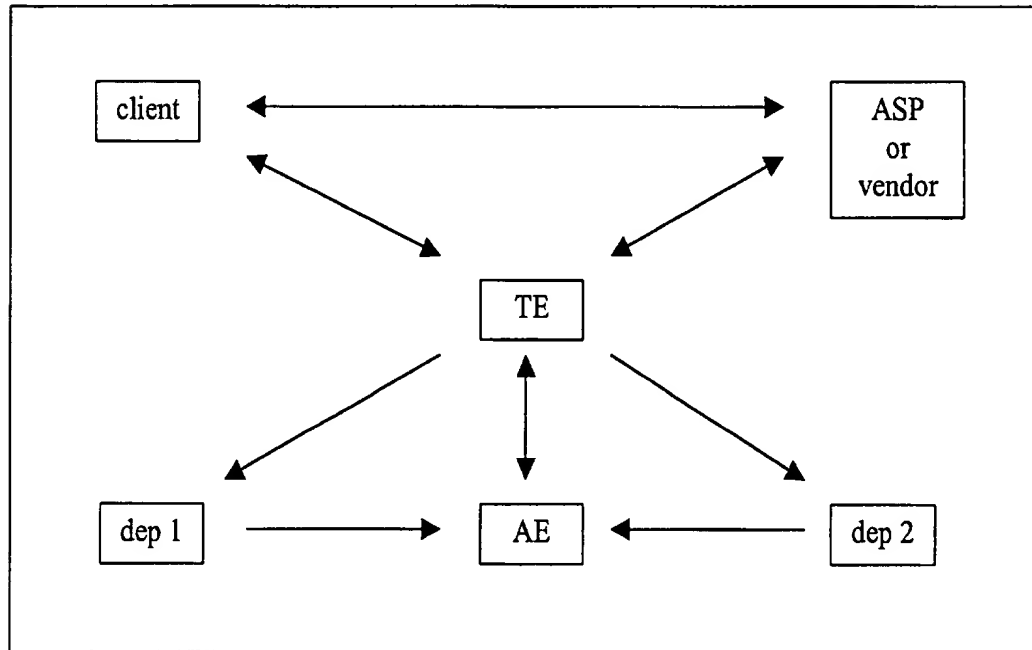 client
ASP
or
vendor
TE
dep 1
AE
dep 2